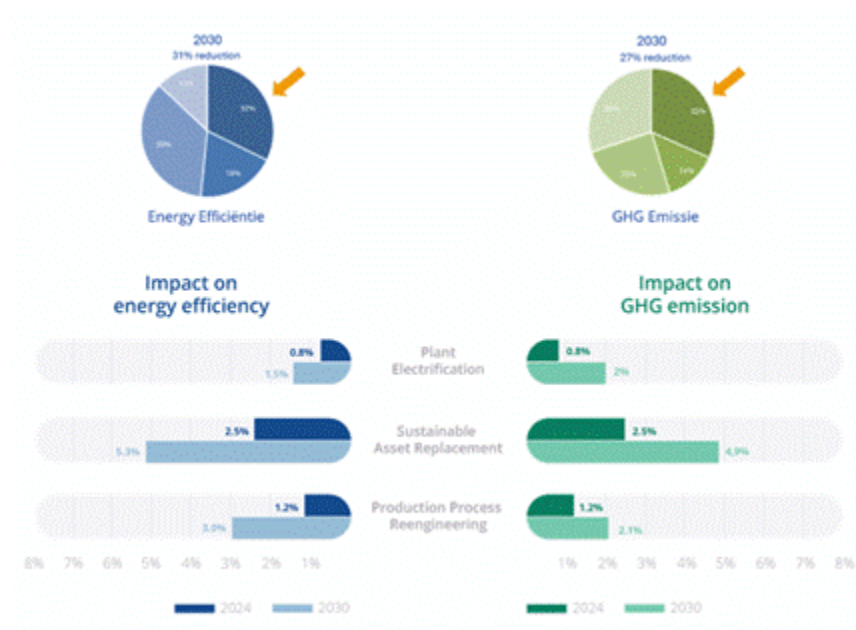 2030
31% reduction
32%
18%
Energy Efficiëntie
2030
27% reduction
GHG Emissie
Impact on
energy efficiency
Impact on
GHG emission
0.8%
1.5%
Plant
Electrification
0.8%
2%
2.5%
5.3%
Sustainable
Asset Replacement
2.5%
4.9%
1.2%
3.0%
Production Process
Reengineering
1.2%
2.1%
8% 7% 6% 5% 4% 3% 2% 1%
1% 2% 3% 4% 5% 6% 7% 8%
2024 2030
2024 2030